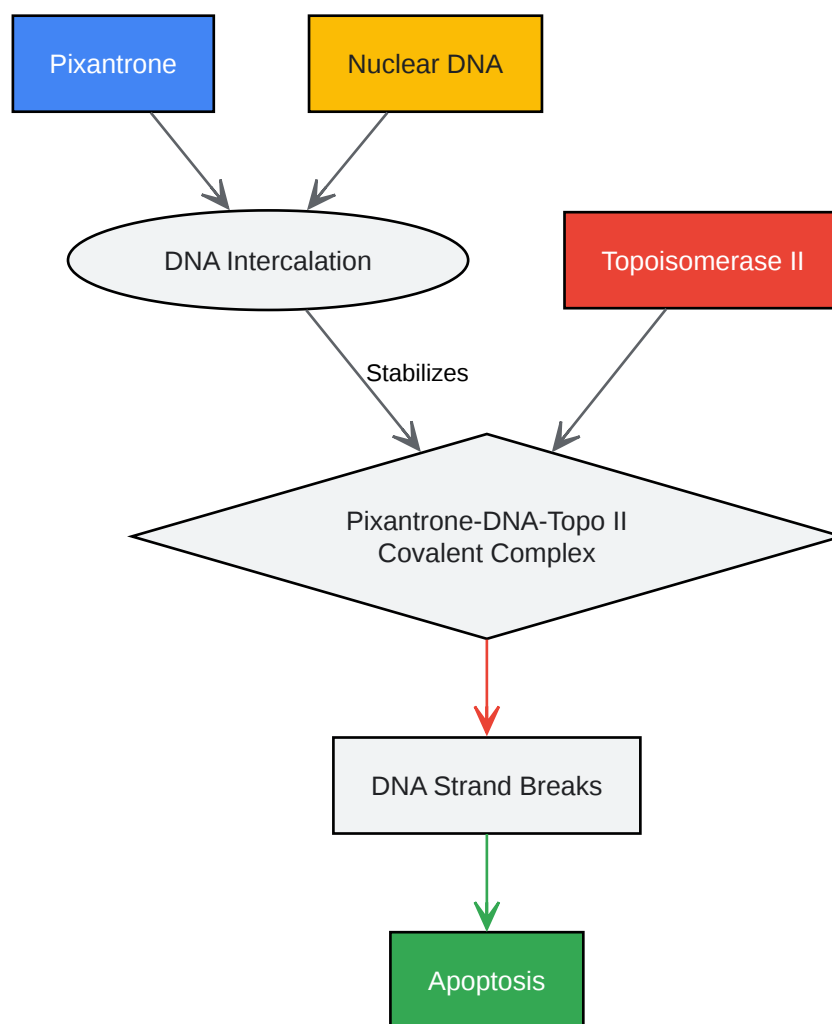 Pixantrone
Nuclear DNA
DNA Intercalation
Topoisomerase II
Stabilizes
Pixantrone-DNA-Topo II
Covalent Complex
DNA Strand Breaks
Apoptosis